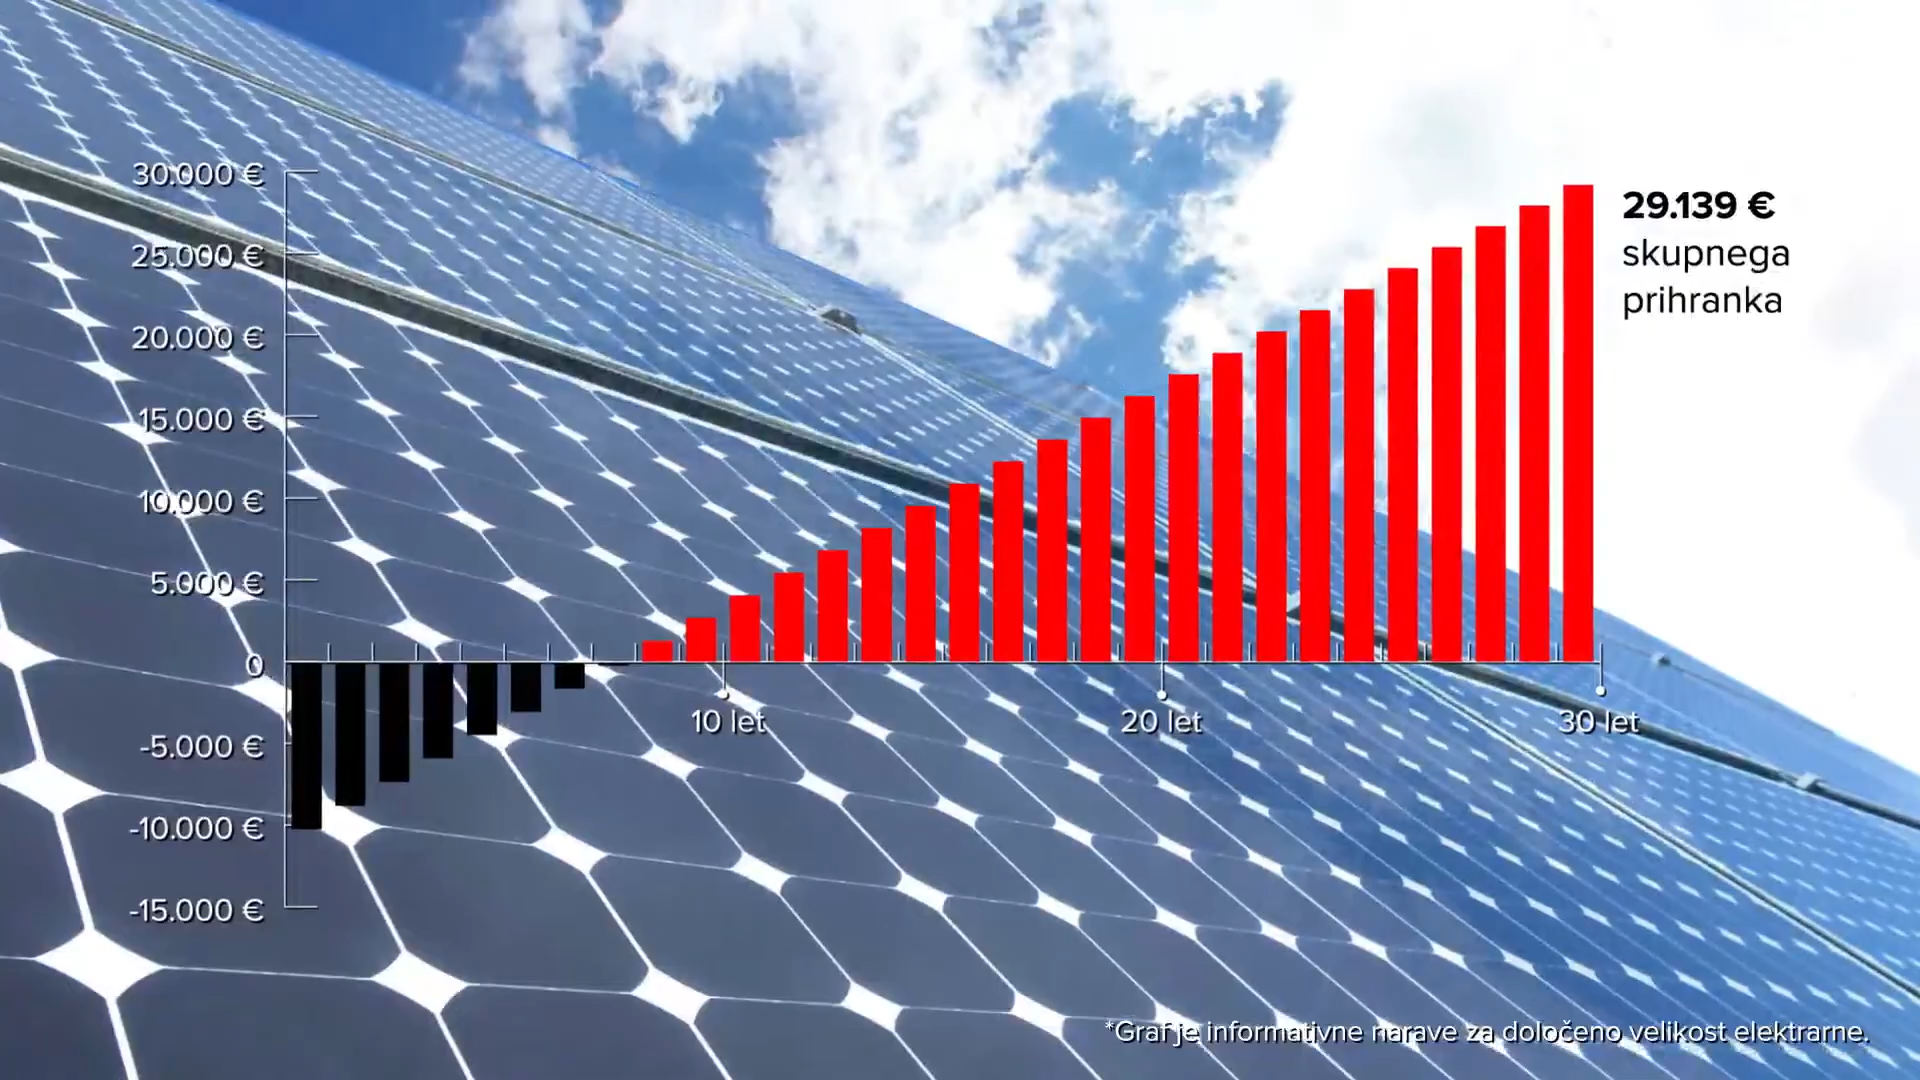 30.000 €
25.000 €
20.000 €
15.000 €
10.000 €
5.000 €
0
-5.000 €
-10.000 €
-15.000 €
10 let
20 let
30 let
29.139 €
skupnega
prihranka
*Graf je informativne narave za določeno velikost elektrarne.